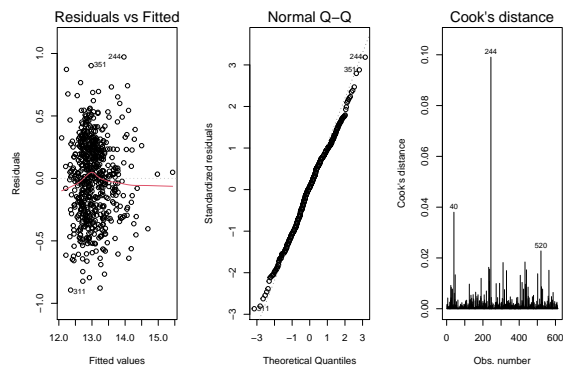 Residuals vs Fitted
Residuals
1.0
0.5
0.0
−0.5
−1.0
244
351
311
12.0 13.0 14.0 15.0
Fitted values
Normal Q−Q
Standardized residuals
3
2
1
0
−1
−2
−3
244
351
311
−3 −2 −1 0 1 2 3
Theoretical Quantiles
Cook's distance
Cook's distance
0.10
0.08
0.06
0.04
0.02
0.00
244
40
520
0 200 400 600
Obs. number